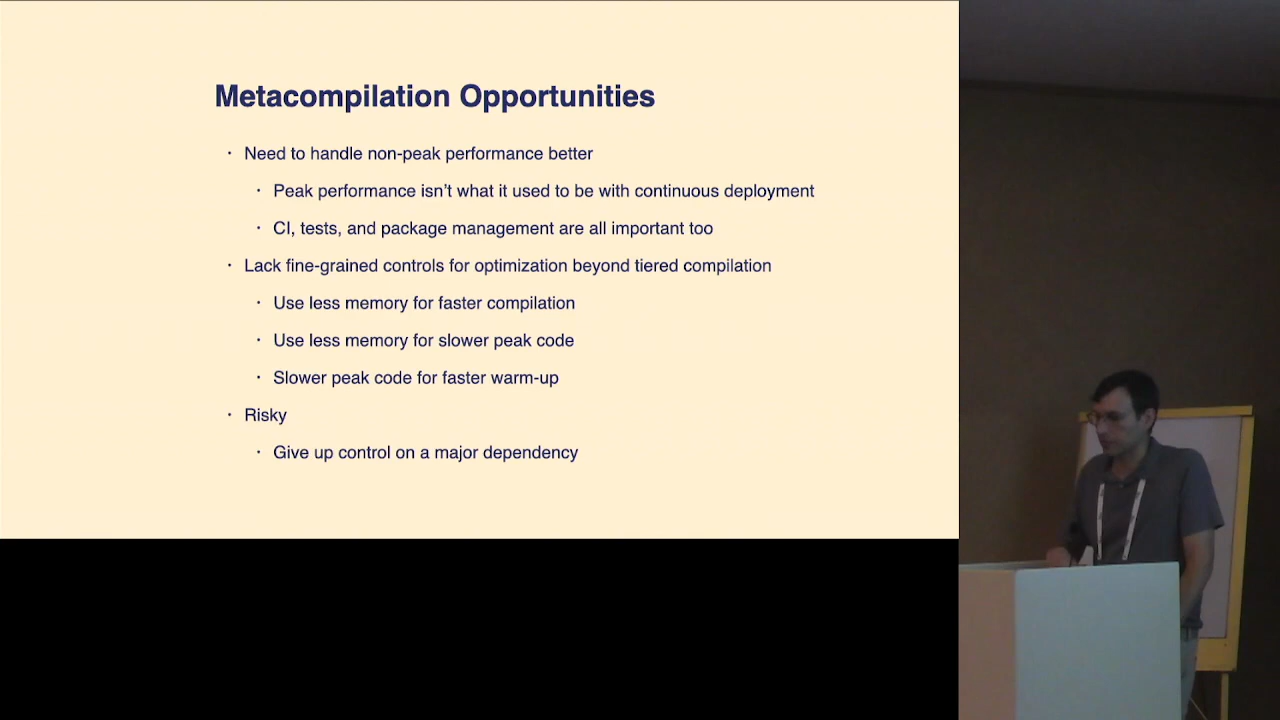 Metacompilation Opportunities
· Need to handle non-peak performance better
· Peak performance isn't what it used to be with continuous deployment
· CI, tests, and package management are all important too
· Lack fine-grained controls for optimization beyond tiered compilation
· Use less memory for faster compilation
· Use less memory for slower peak code
· Slower peak code for faster warm-up
· Risky
· Give up control on a major dependency